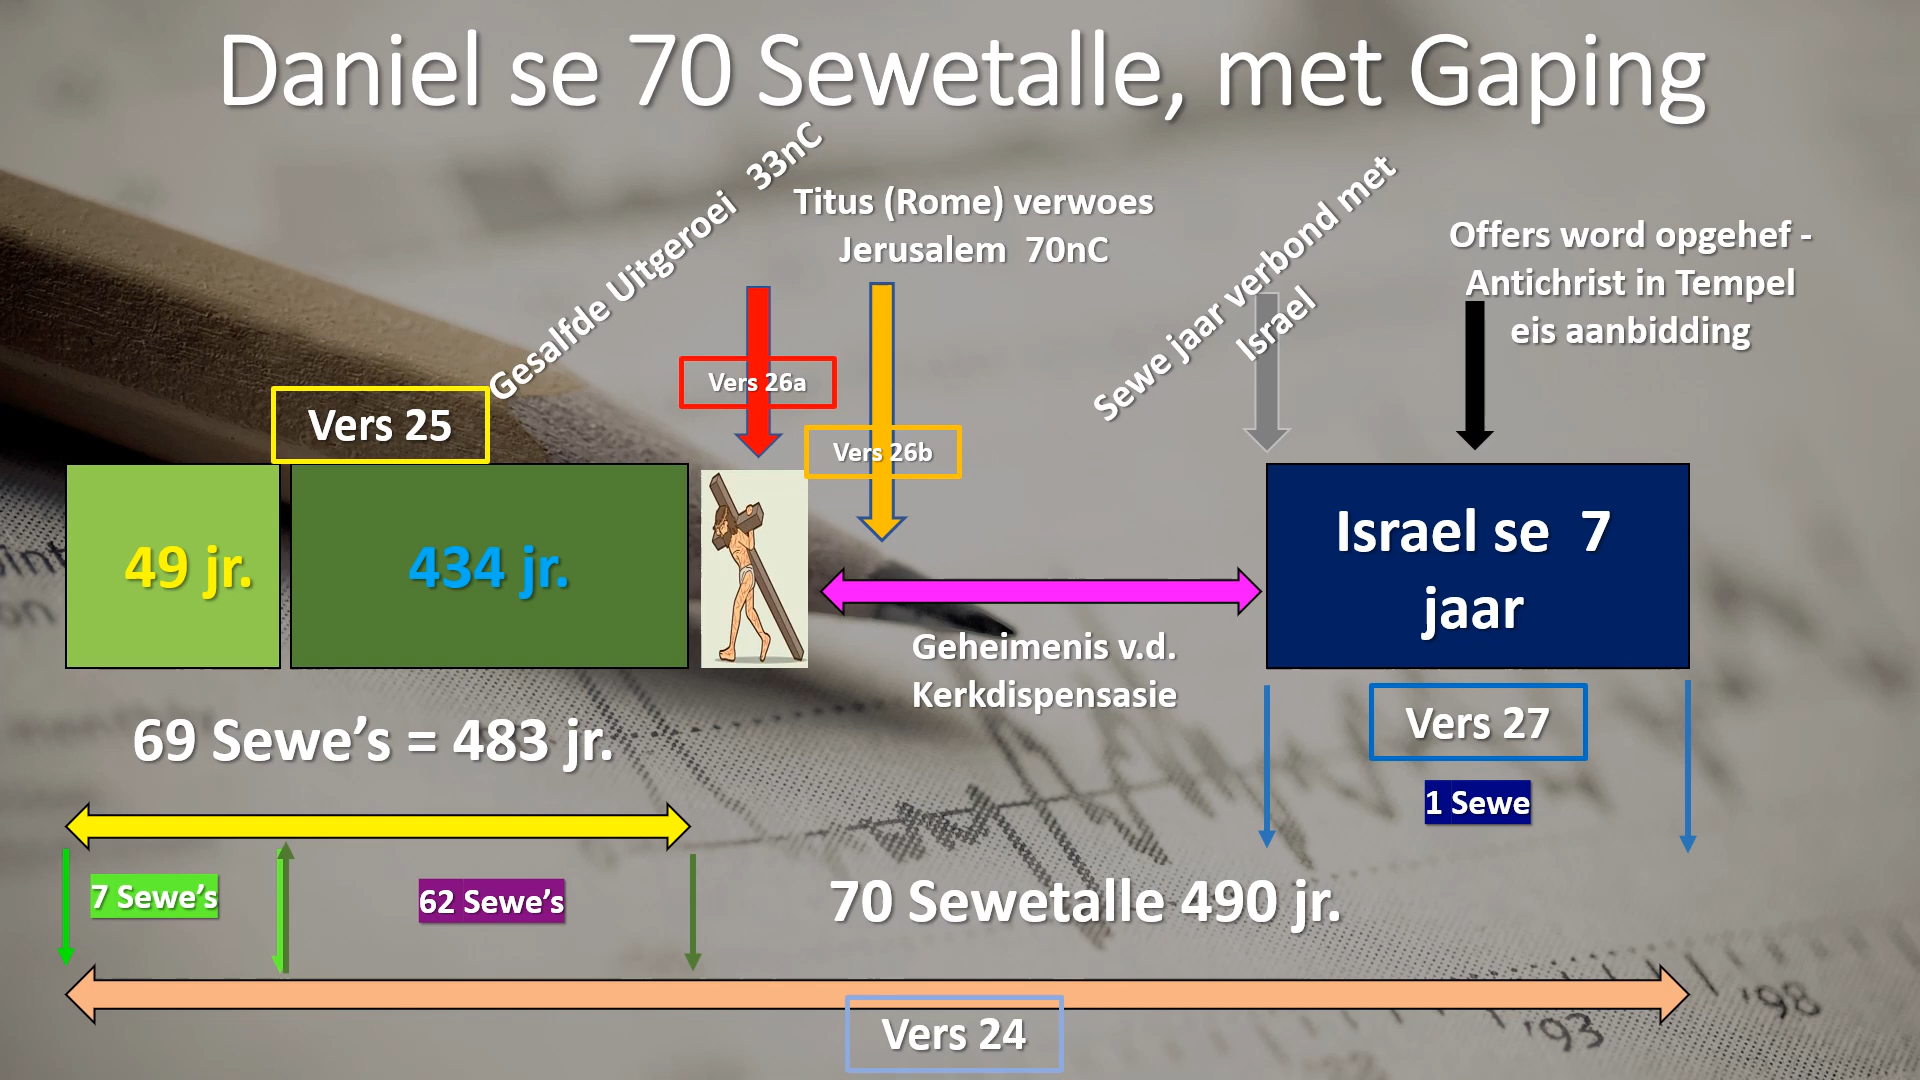 Daniel se 70 Sewetalle, met Gaping
Gesalfde Uitgeroei 33nC
Titus (Rome) verwoes
Jerusalem 70nC
Sewe jaar verbond met
Israel
Offers word opgehef -
Antichrist in Tempel
eis aanbidding
Vers 26a
Vers 25
Vers 26b
49 jr.
434 jr.
Israel se 7
jaar
Geheimenis v.d.
Kerkdispensasie
69 Sewe’s = 483 jr.
Vers 27
1 Sewe
7 Sewe’s
62 Sewe’s
70 Sewetalle 490 jr.
Vers 24
'93
'98